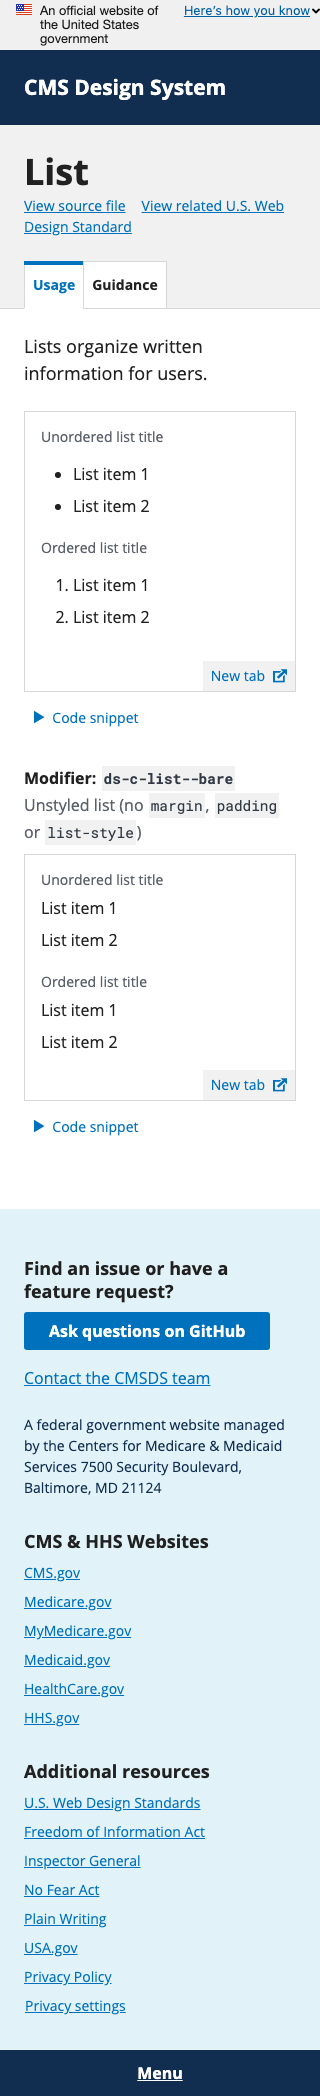 An official website of
the United States
government
Here's how you know
CMS Design System
List
View source file View related U.S. Web
Design Standard
Usage Guidance
Lists organize written
information for users.
Unordered list title
• List item 1
• List item 2
Ordered list title
1. List item 1
2. List item 2
New tab
Code snippet
Modifier: ds-c-list--bare
Unstyled list (no margin, padding
or list-style)
Unordered list title
List item 1
List item 2
Ordered list title
List item 1
List item 2
New tab
Code snippet
Find an issue or have a
feature request?
Ask questions on GitHub
Contact the CMSDS team
A federal government website managed
by the Centers for Medicare & Medicaid
Services 7500 Security Boulevard,
Baltimore, MD 21124
CMS & HHS Websites
CMS.gov
Medicare.gov
MyMedicare.gov
Medicaid.gov
HealthCare.gov
HHS.gov
Additional resources
U.S. Web Design Standards
Freedom of Information Act
Inspector General
No Fear Act
Plain Writing
USA.gov
Privacy Policy
Privacy settings
Menu